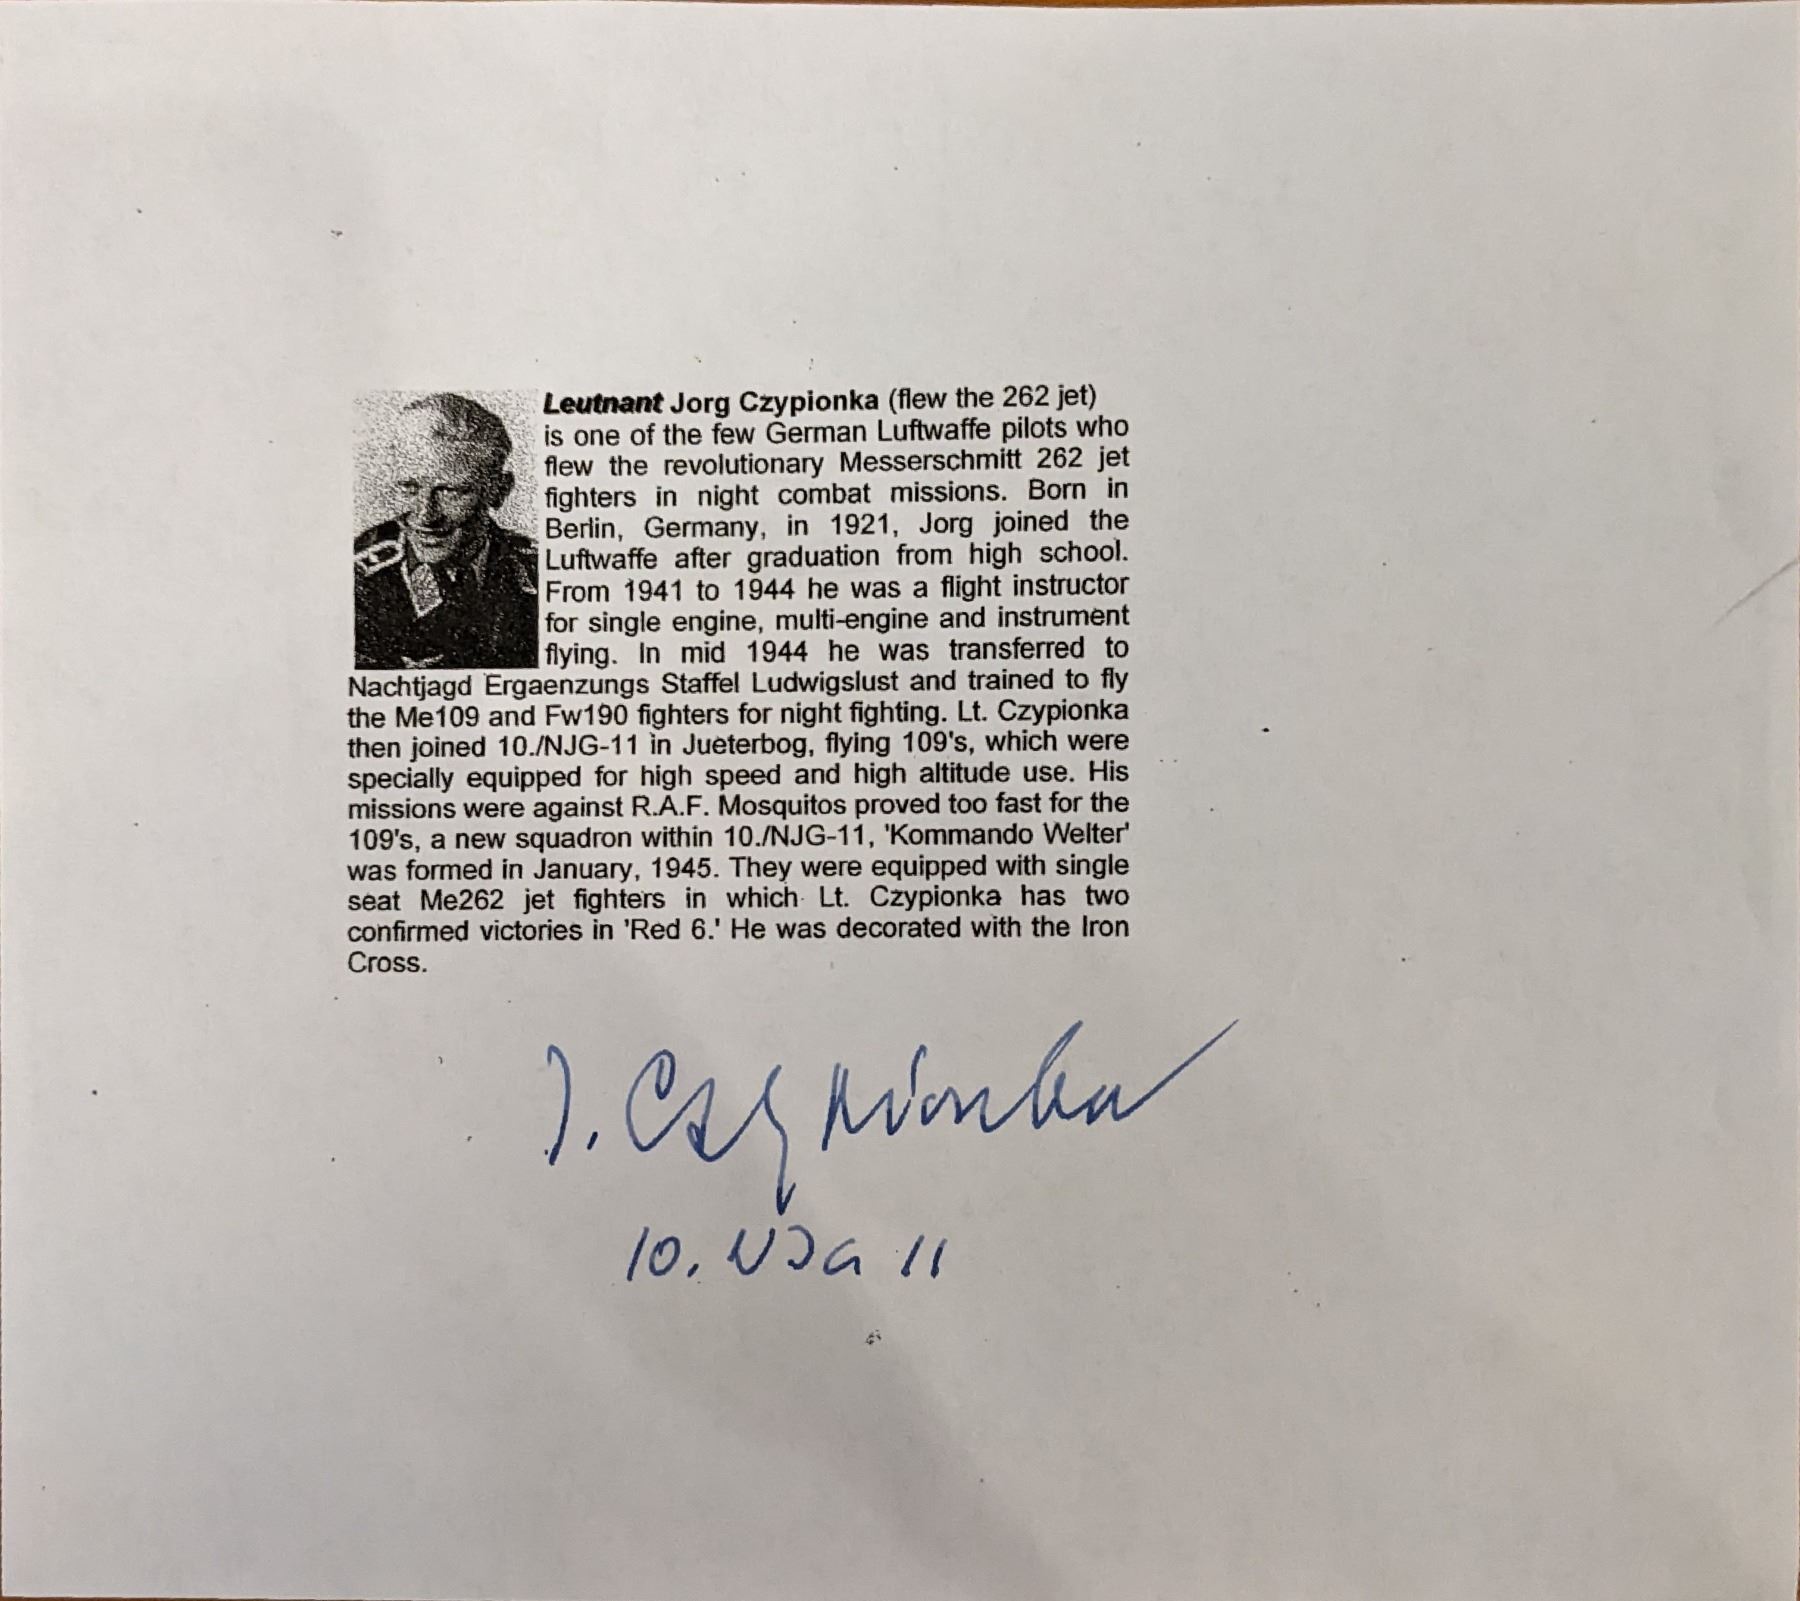 Leutnant Jorg Czypionka (flew the 262 jet)
is one of the few German Luftwaffe pilots who
flew the revolutionary Messerschmitt 262 jet
fighters in night combat missions. Born in
Berlin, Germany, in 1921, Jorg joined the
Luftwaffe after graduation from high school.
From 1941 to 1944 he was a flight instructor
for single engine, multi-engine and instrument
flying. In mid 1944 he was transferred to
Nachtjagd Ergaenzungs Staffel Ludwigslust and trained to fly
the Me109 and Fw190 fighters for night fighting. Lt. Czypionka
then joined 10./NJG-11 in Jueterbog, flying 109's, which were
specially equipped for high speed and high altitude use. His
missions were against R.A.F. Mosquitos proved too fast for the
109's, a new squadron within 10./NJG-11, 'Kommando Welter'
was formed in January, 1945. They were equipped with single
seat Me262 jet fighters in which Lt. Czypionka has two
confirmed victories in 'Red 6.' He was decorated with the Iron
Cross.
J. Czypionka
10. NJG 11